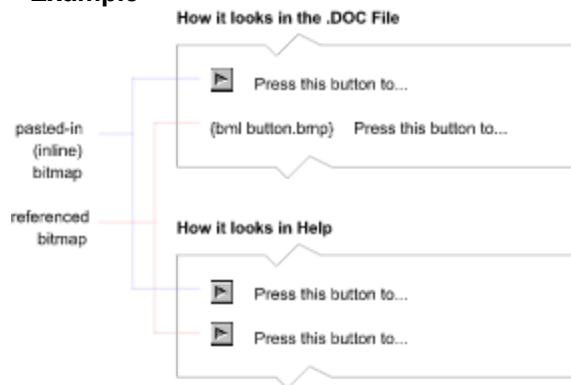 Example
How it looks in the .DOC File
Press this button to...
{bml button.bmp} Press this button to...
pasted-in
(inline)
bitmap
referenced
bitmap
How it looks in Help
Press this button to...
Press this button to...